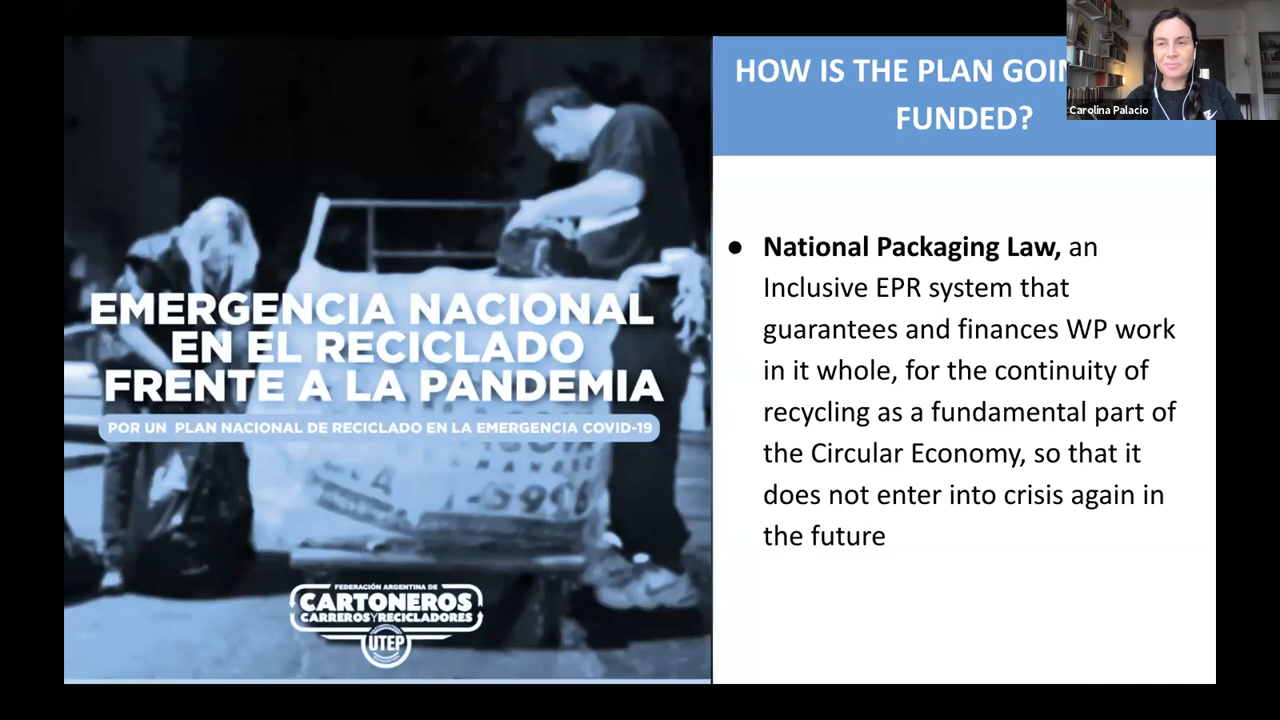 EMERGENCIA NACIONAL
EN EL RECICLADO
FRENTE A LA PANDEMIA
POR UN PLAN NACIONAL DE RECICLADO EN LA EMERGENCIA COVID-19
FEDERACIÓN ARGENTINA DE
CARTONEROS
CARREROS Y RECICLADORES
UTEP
HOW IS THE PLAN
FUNDED?
Carolina Palacio
● National Packaging Law, an
Inclusive EPR system that
guarantees and finances WP work
in it whole, for the continuity of
recycling as a fundamental part of
the Circular Economy, so that it
does not enter into crisis again in
the future